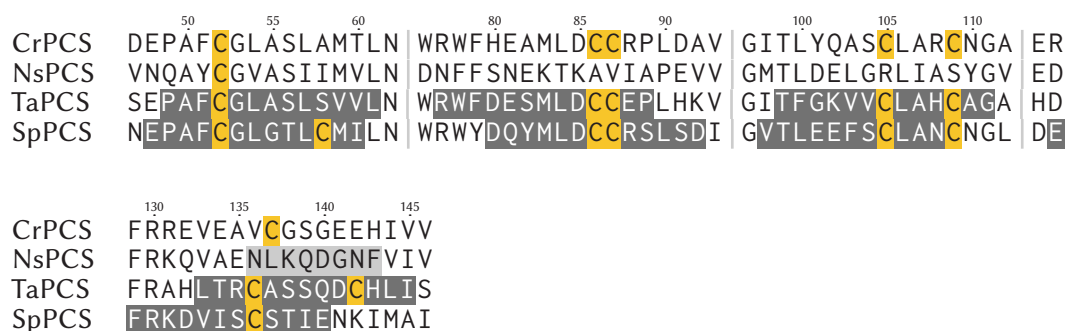 50 55 60 80 85 90 100 105 110
CrPCS DEPAFCGLASLAMTLN WRWFHEAMLDCCRPLDAV GITLYQASCLARCNGA ER
NsPCS VNQAYCGVASIIMVLN DNFFSNEKTKAVIAPEVV GMTLDELGRLIASYGV ED
TaPCS SEPAFCGLASLSVVLN WRWFDESMLDCCEPLHKV GITFGKVVCLAHCAGA HD
SpPCS NEPAFCGLGTLCMILN WRWYDQYMLDCCRSLSDI GVTLEEFSCLANCNGL DE
130 135 140 145
CrPCS FRREVEAVCGSGEEHIVV
NsPCS FRKQVAENLKQDGNFVIV
TaPCS FRAHLTRCASSQDCHLIS
SpPCS FRKDVISCSTIENKIMAI